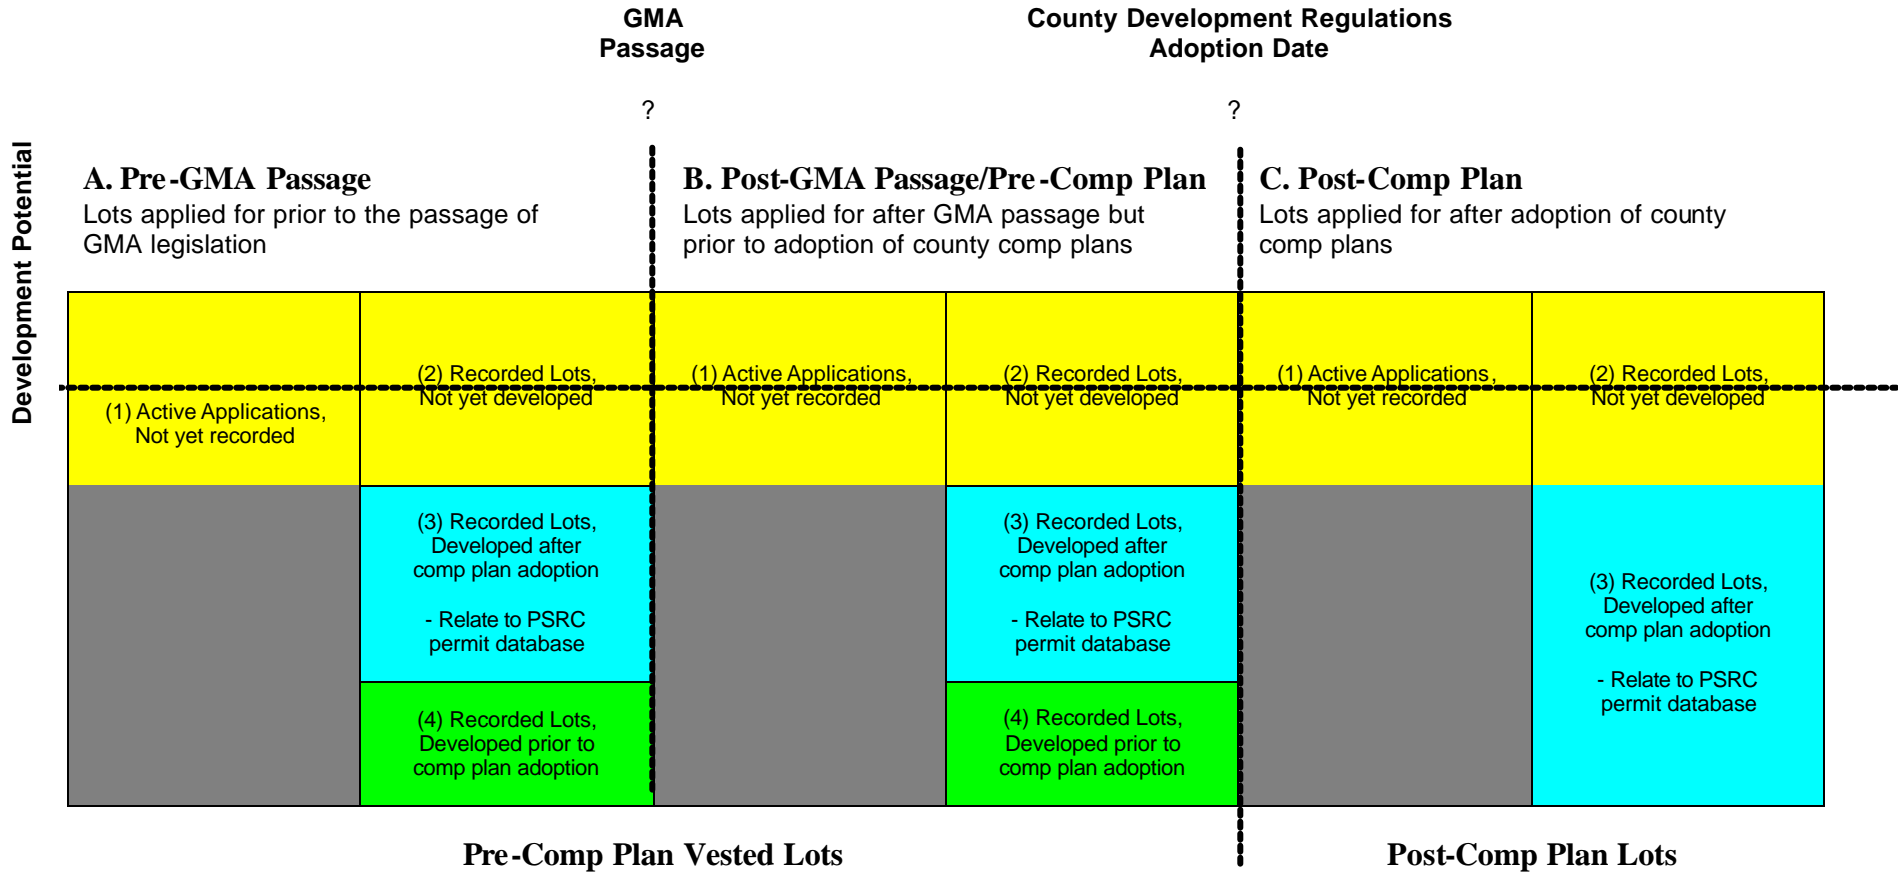 GMA
Passage
County Development Regulations
Adoption Date
?
?
Development Potential
A. Pre-GMA Passage
Lots applied for prior to the passage of
GMA legislation
B. Post-GMA Passage/Pre-Comp Plan
Lots applied for after GMA passage but
prior to adoption of county comp plans
C. Post-Comp Plan
Lots applied for after adoption of county
comp plans
(1) Active Applications,
Not yet recorded
(2) Recorded Lots,
Not yet developed
(1) Active Applications,
Not yet recorded
(2) Recorded Lots,
Not yet developed
(1) Active Applications,
Not yet recorded
(2) Recorded Lots,
Not yet developed
(3) Recorded Lots,
Developed after
comp plan adoption
- Relate to PSRC
permit database
(3) Recorded Lots,
Developed after
comp plan adoption
- Relate to PSRC
permit database
(3) Recorded Lots,
Developed after
comp plan adoption
- Relate to PSRC
permit database
(4) Recorded Lots,
Developed prior to
comp plan adoption
(4) Recorded Lots,
Developed prior to
comp plan adoption
Pre-Comp Plan Vested Lots
Post-Comp Plan Lots